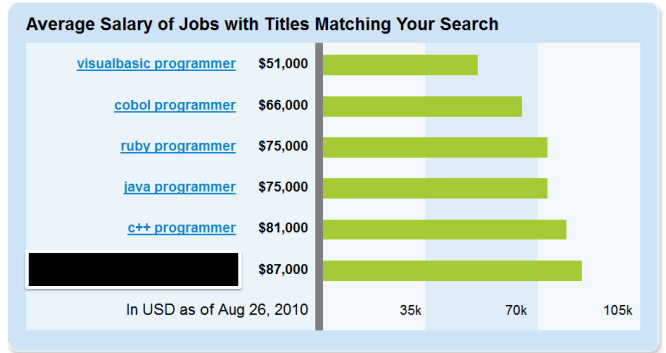 Average Salary of Jobs with Titles Matching Your Search
visualbasic programmer $51,000
cobol programmer $66,000
ruby programmer $75,000
java programmer $75,000
c++ programmer $81,000
$87,000
In USD as of Aug 26, 2010 35k 70k 105k